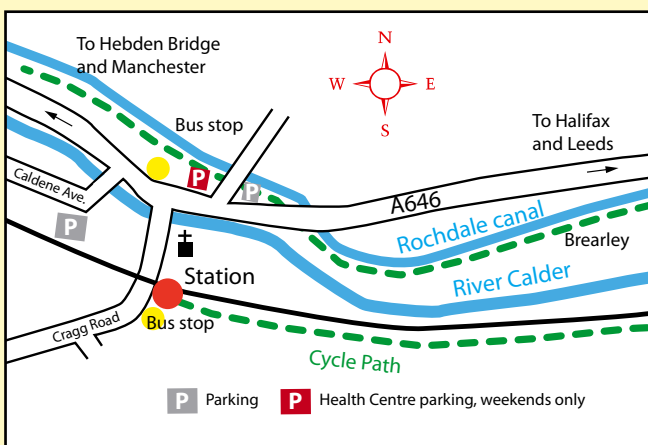 To Hebden Bridge
and Manchester
N
W
E
S
Bus stop
To Halifax
and Leeds
P
P
Caldene Ave.
A646
P
Rochdale canal
Brearley
Station
River Calder
Bus stop
Cragg Road
Cycle Path
P Parking
P Health Centre parking, weekends only